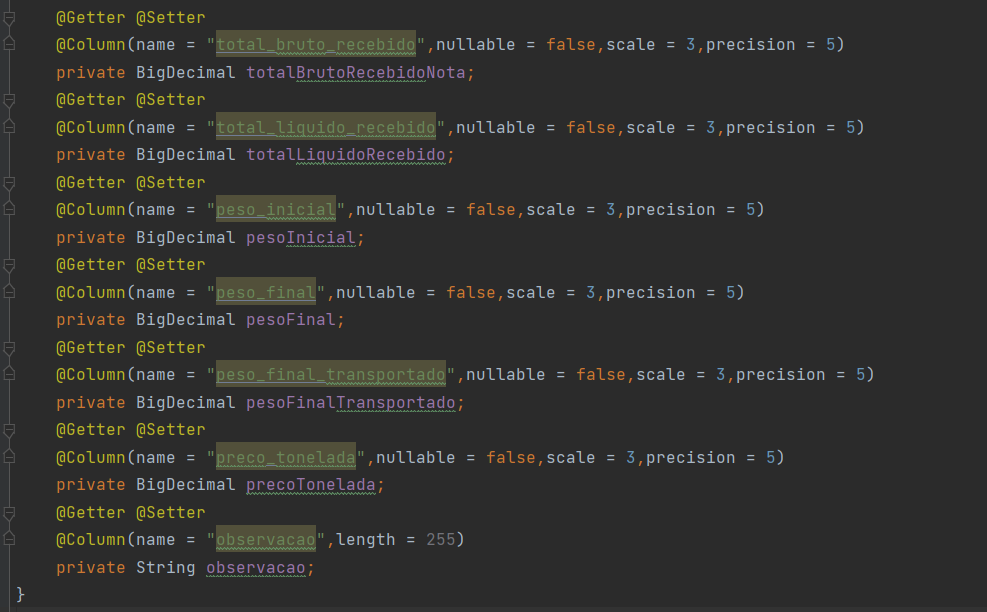 @Getter @Setter
@Column(name = "total_bruto_recebido",nullable = false,scale = 3,precision = 5)
private BigDecimal totalBrutoRecebidoNota;
@Getter @Setter
@Column(name = "total_liquido_recebido",nullable = false,scale = 3,precision = 5)
private BigDecimal totalLiquidoRecebido;
@Getter @Setter
@Column(name = "peso_inicial",nullable = false,scale = 3,precision = 5)
private BigDecimal pesoInicial;
@Getter @Setter
@Column(name = "peso_final",nullable = false,scale = 3,precision = 5)
private BigDecimal pesoFinal;
@Getter @Setter
@Column(name = "peso_final_transportado",nullable = false,scale = 3,precision = 5)
private BigDecimal pesoFinalTransportado;
@Getter @Setter
@Column(name = "preco_tonelada",nullable = false,scale = 3,precision = 5)
private BigDecimal precoTonelada;
@Getter @Setter
@Column(name = "observacao",length = 255)
private String observacao;
}